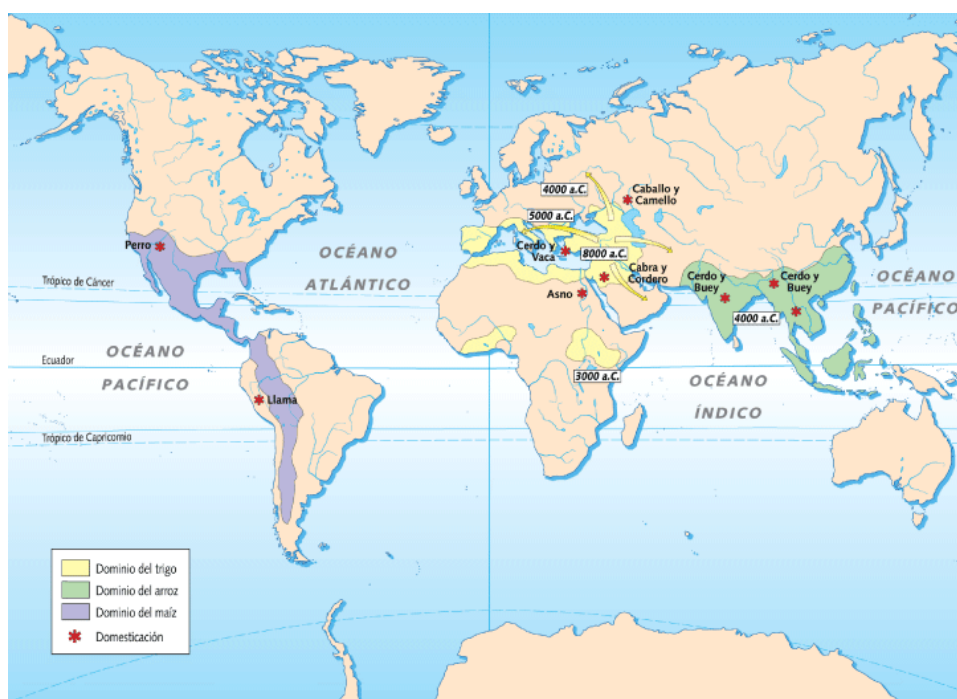 4000 a.C.
Caballo y
Camello
5000 a.C.
Perro
OCÉANO
ATLÁNTICO
Cerdo y
Vaca
8000 a.C.
Cabra y
Cordero
Asno
Cerdo y
Buey
Cerdo y
Buey
4000 a.C.
OCÉANO
PACÍFICO
Trópico de Cáncer
OCÉANO
PACÍFICO
Ecuador
3000 a.C.
OCÉANO
ÍNDICO
Llama
Trópico de Capricornio
Dominio del trigo
Dominio del arroz
Dominio del maíz
Domesticación